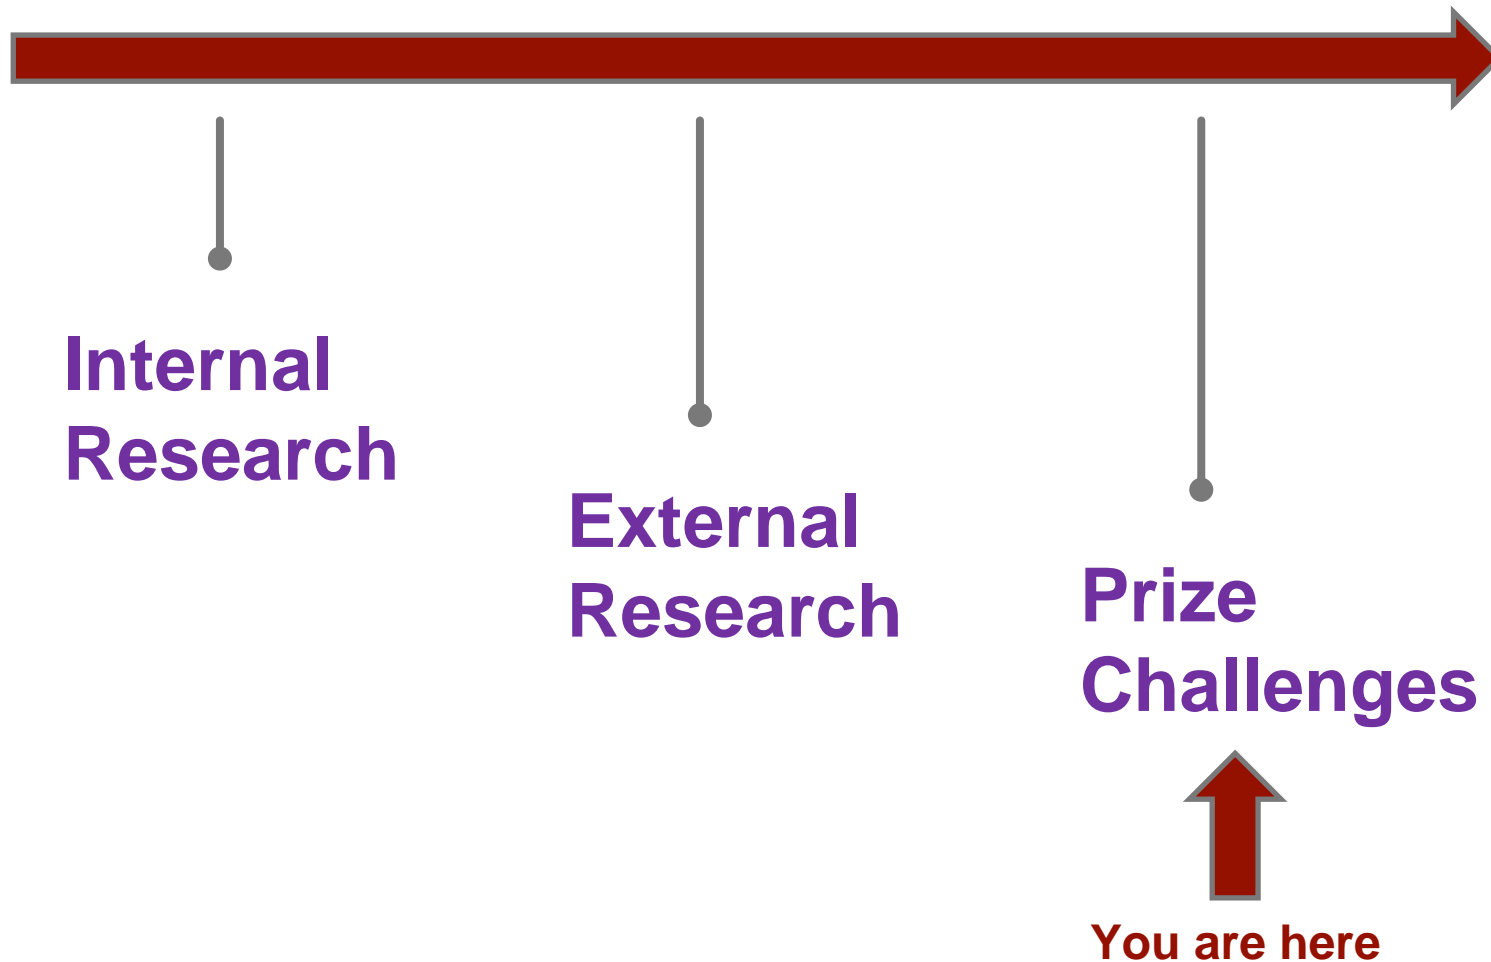 Internal
Research
External
Research
Prize
Challenges
You are here